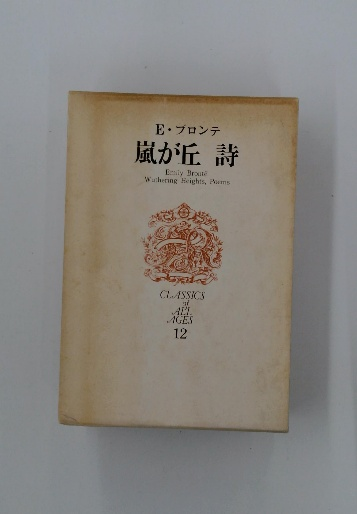 E・ブロンテ
嵐が丘 詩
Emily Brontë
Wuthering Heights, Poems
CLASSICS
of
ALL
AGES
12